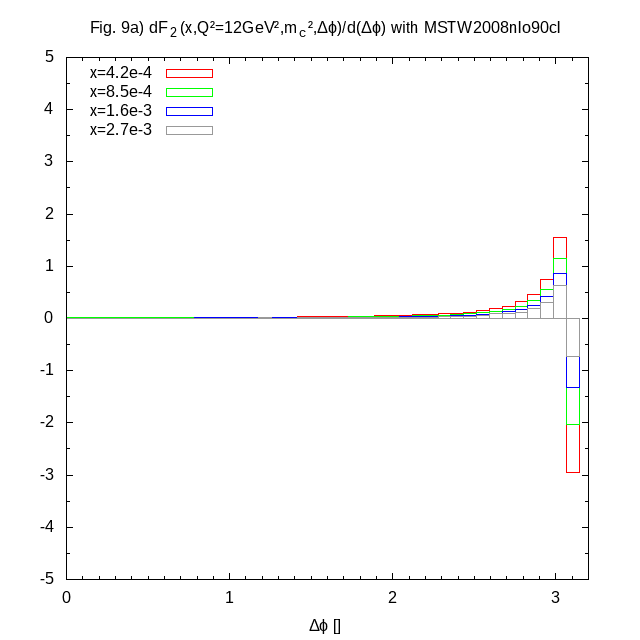 Fig. 9a) dF₂(x,Q²=12GeV²,m_c²,Δϕ)/d(Δϕ) with MSTW2008nlo90cl
x=4.2e-4
x=8.5e-4
x=1.6e-3
x=2.7e-3
5
4
3
2
1
0
-1
-2
-3
-4
-5
0 1 2 3
Δϕ []